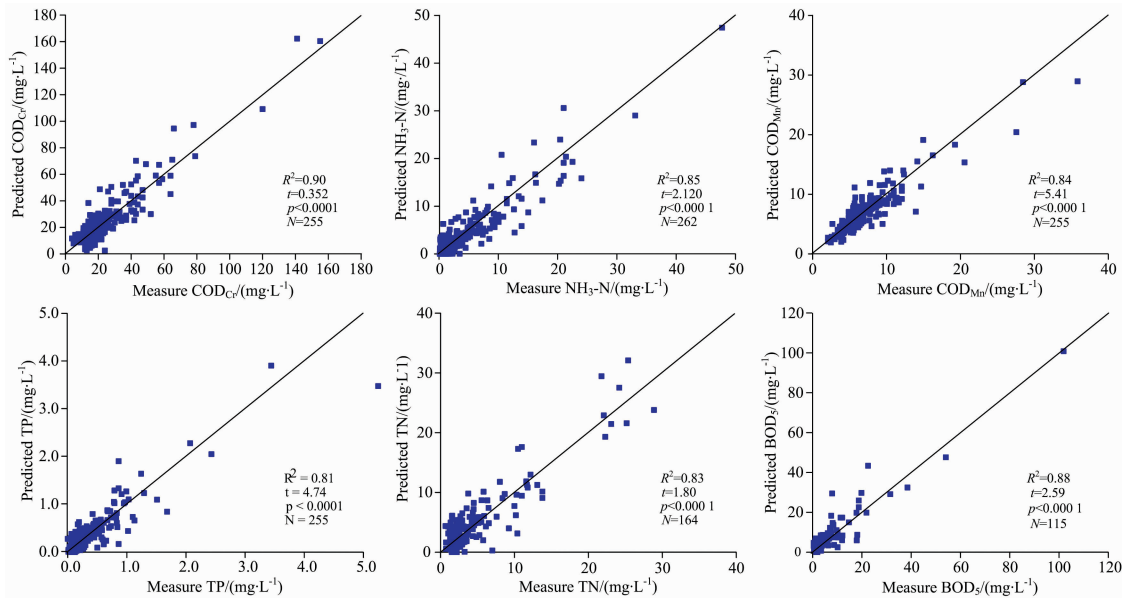 180
160
140
120
100
80
60
40
20
0
Predicted COD_Cr/(mg·L⁻¹)
R²=0.90
t=0.352
p<0.0001
N=255
0 20 40 60 80 100 120 140 160 180
Measure COD_Cr/(mg·L⁻¹)
50
40
30
20
10
0
Predicted NH₃-N/(mg·/L⁻¹)
R²=0.85
t=2.120
p<0.000 1
N=262
0 10 20 30 40 50
Measure NH₃-N/(mg·L⁻¹)
40
30
20
10
0
Predicted COD_Mn/(mg·L⁻¹)
R²=0.84
t=5.41
p<0.000 1
N=255
0 10 20 30 40
Measure COD_Mn/(mg·L⁻¹)
5.0
4.0
3.0
2.0
1.0
0.0
Predicted TP/(mg·L⁻¹)
R² = 0.81
t = 4.74
p < 0.0001
N = 255
0.0 1.0 2.0 3.0 4.0 5.0
Measure TP/(mg·L⁻¹)
40
30
20
10
0
Predicted TN/(mg·L⁻1)
R²=0.83
t=1.80
p<0.000 1
N=164
0 10 20 30 40
Measure TN/(mg·L⁻¹)
120
100
80
60
40
20
0
Predicted BOD₅/(mg·L⁻¹)
R²=0.88
t=2.59
p<0.000 1
N=115
0 20 40 60 80 100 120
Measure BOD₅/(mg·L⁻¹)